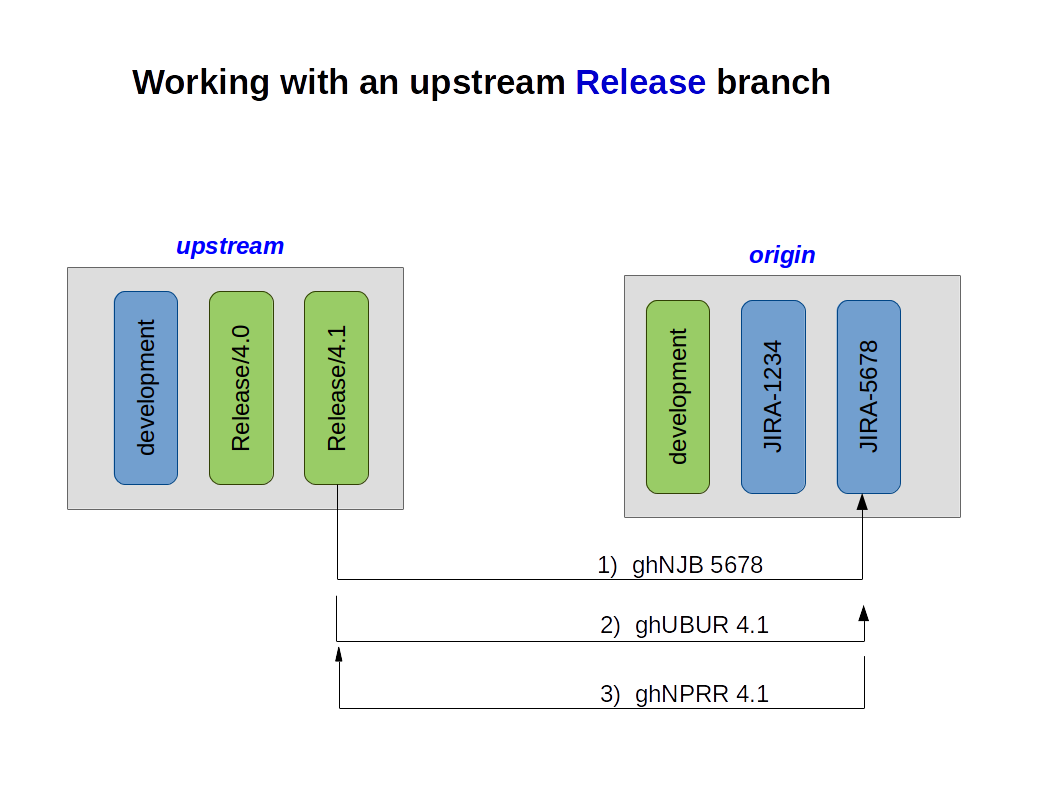 Working with an upstream Release branch
upstream
development
Release/4.0
Release/4.1
origin
development
JIRA-1234
JIRA-5678
1) ghNJB 5678
2) ghUBUR 4.1
3) ghNPRR 4.1